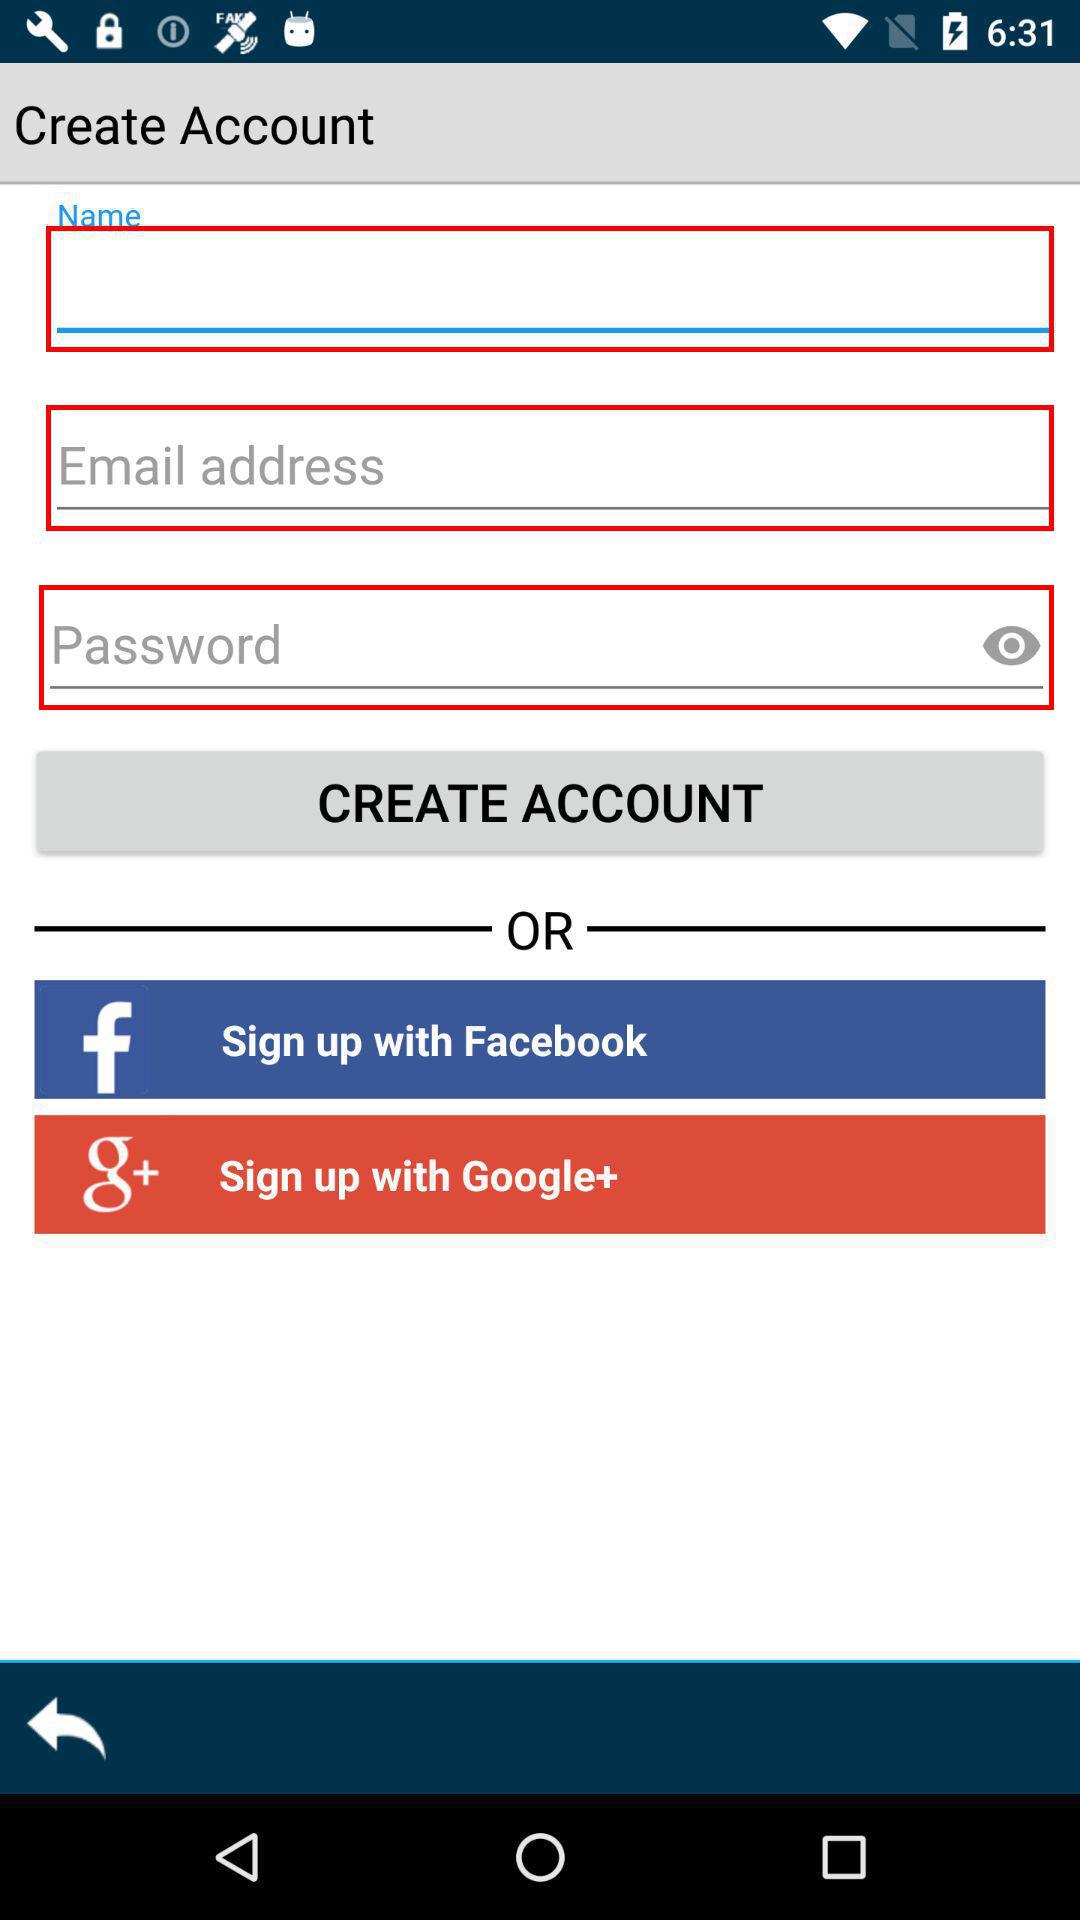 FAKE
6:31
Create Account
Name
Email address
Password
CREATE ACCOUNT
OR
f Sign up with Facebook
g+ Sign up with Google+